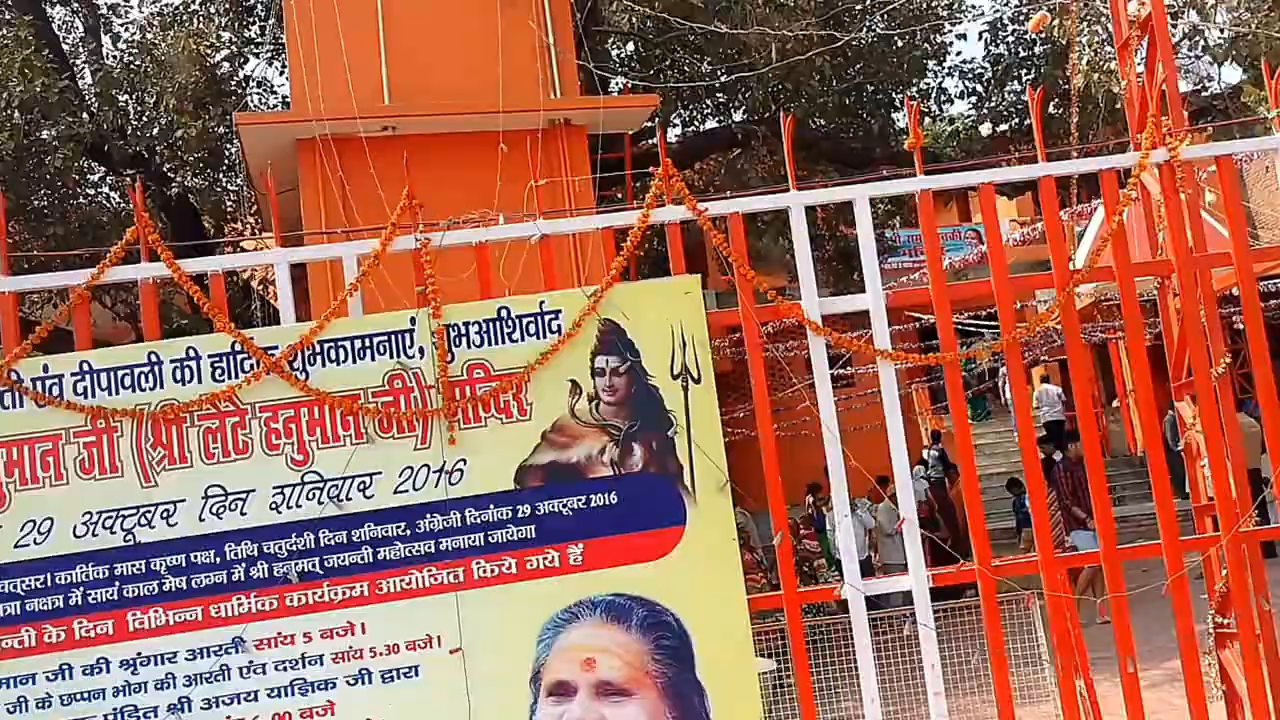 एंव दीपावली की हार्दिक शुभकामनाएं, शुभआशिर्वाद
जी (श्री लेटे हनुमान जी) मन्दिर
29 अक्टूबर दिन शनिवार 2016
कार्तिक मास कृष्ण पक्ष, तिथि चतुर्दशी दिन शनिवार, अंग्रेजी दिनांक 29 अक्टूबर 2016
नक्षत्र में सायं काल मेष लग्न में श्री हनुमत् जयन्ती महोत्सव मनाया जायेगा
के दिन विभिन्न धार्मिक कार्यक्रम आयोजित किये गये हैं
जी की श्रृंगार आरती सांय 5 बजे।
जी के छप्पन भोग की आरती एंव दर्शन सांय 5.30 बजे।
पंडित श्री अजय याज्ञिक जी द्वारा
बजे